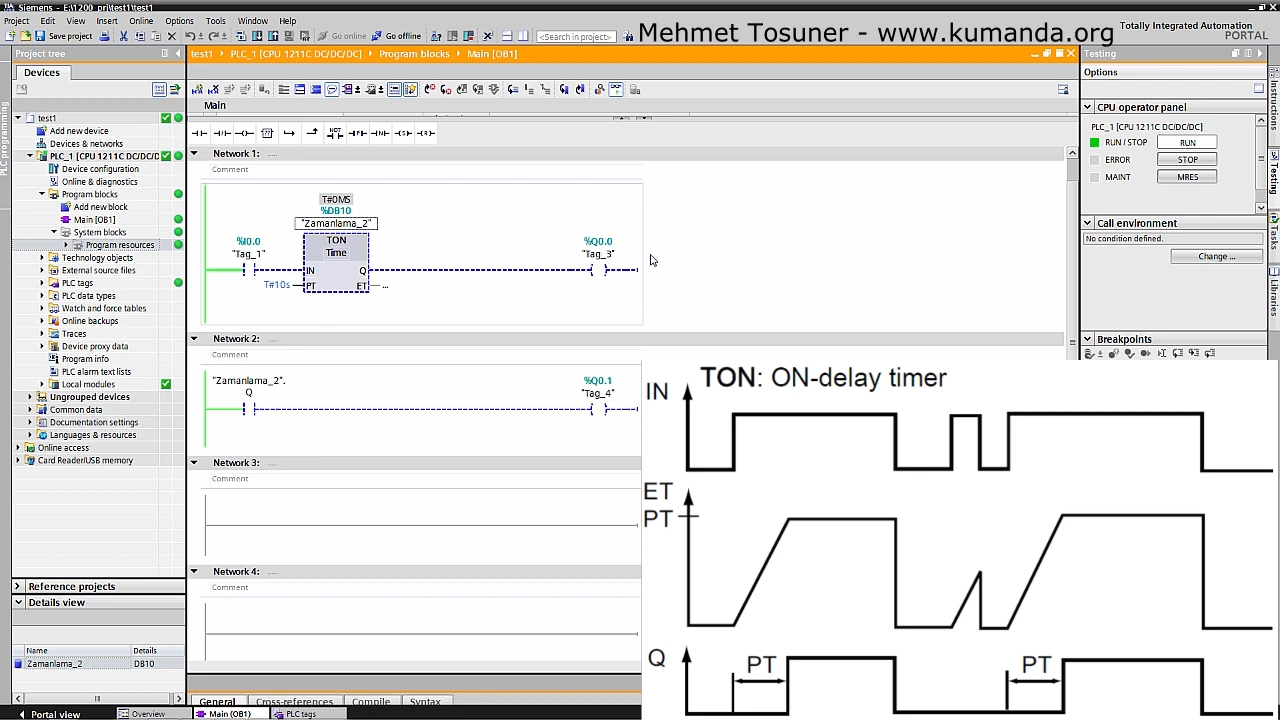 Siemens - E:\1200_prj\test1\test1
Mehmet Tosuner - www.kumanda.org
Project Edit View Insert Online Options Tools Window Help
Totally Integrated Automation
PORTAL
Save project
Go online
Go offline
<Search in project>
Project tree
test1 PLC_1 [CPU 1211C DC/DC/DC] Program blocks Main [OB1]
Testing
Devices
Options
PLC programming
test1
Add new device
Devices & networks
PLC_1 [CPU 1211C DC/DC/D
Device configuration
Online & diagnostics
Program blocks
Add new block
Main [OB1]
System blocks
Program resources
Technology objects
External source files
PLC tags
PLC data types
Watch and force tables
Online backups
Traces
Device proxy data
Program info
PLC alarm text lists
Local modules
Ungrouped devices
Common data
Documentation settings
Languages & resources
Online access
Card Reader/USB memory
Reference projects
Details view
Name Details
Zamanlama_2 DB10
Main
Network 1: .....
Comment
T#0MS
%DB10
"Zamanlama_2"
TON
Time
%I0.0
"Tag_1"
IN Q
T#10s PT ET ...
%Q0.0
"Tag_3"
Network 2: .....
Comment
"Zamanlama_2".
Q
%Q0.1
"Tag_4"
Network 3: .....
Comment
Network 4: .....
Comment
General Cross-references Compile Syntax
CPU operator panel
PLC_1 [CPU 1211C DC/DC/DC]
RUN / STOP RUN
ERROR STOP
MAINT MRES
Call environment
No condition defined.
Change ...
Breakpoints
Instructions
Testing
Tasks
Libraries
TON: ON-delay timer
IN
ET
PT
Q
PT
PT
Portal view Overview Main (OB1) PLC tags